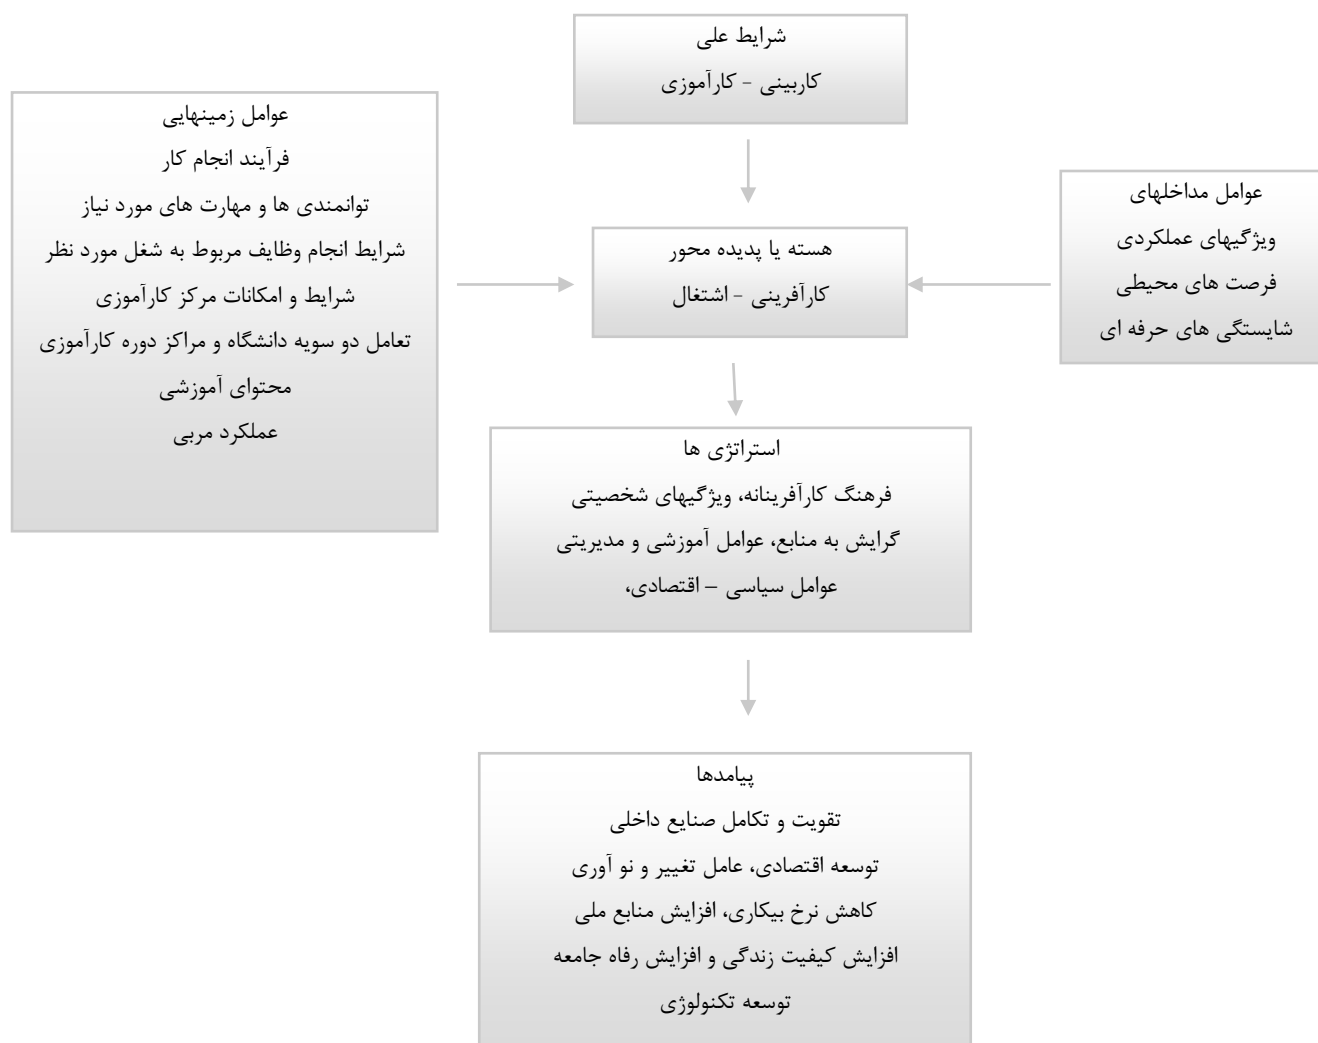 شرایط علی
کاربینی - کارآموزی
عوامل زمینهایی
فرآیند انجام کار
توانمندی ها و مهارت های مورد نیاز
شرایط انجام وظایف مربوط به شغل مورد نظر
شرایط و امکانات مرکز کارآموزی
تعامل دو سویه دانشگاه و مراکز دوره کارآموزی
محتوای آموزشی
عملکرد مربی
عوامل مداخلهای
ویژگیهای عملکردی
فرصت های محیطی
شایستگی های حرفه ای
هسته یا پدیده محور
کارآفرینی - اشتغال
استراتژی ها
فرهنگ کارآفرینانه، ویژگیهای شخصیتی
گرایش به منابع، عوامل آموزشی و مدیریتی
عوامل سیاسی – اقتصادی،
پیامدها
تقویت و تکامل صنایع داخلی
توسعه اقتصادی، عامل تغییر و نو آوری
کاهش نرخ بیکاری، افزایش منابع ملی
افزایش کیفیت زندگی و افزایش رفاه جامعه
توسعه تکنولوژی